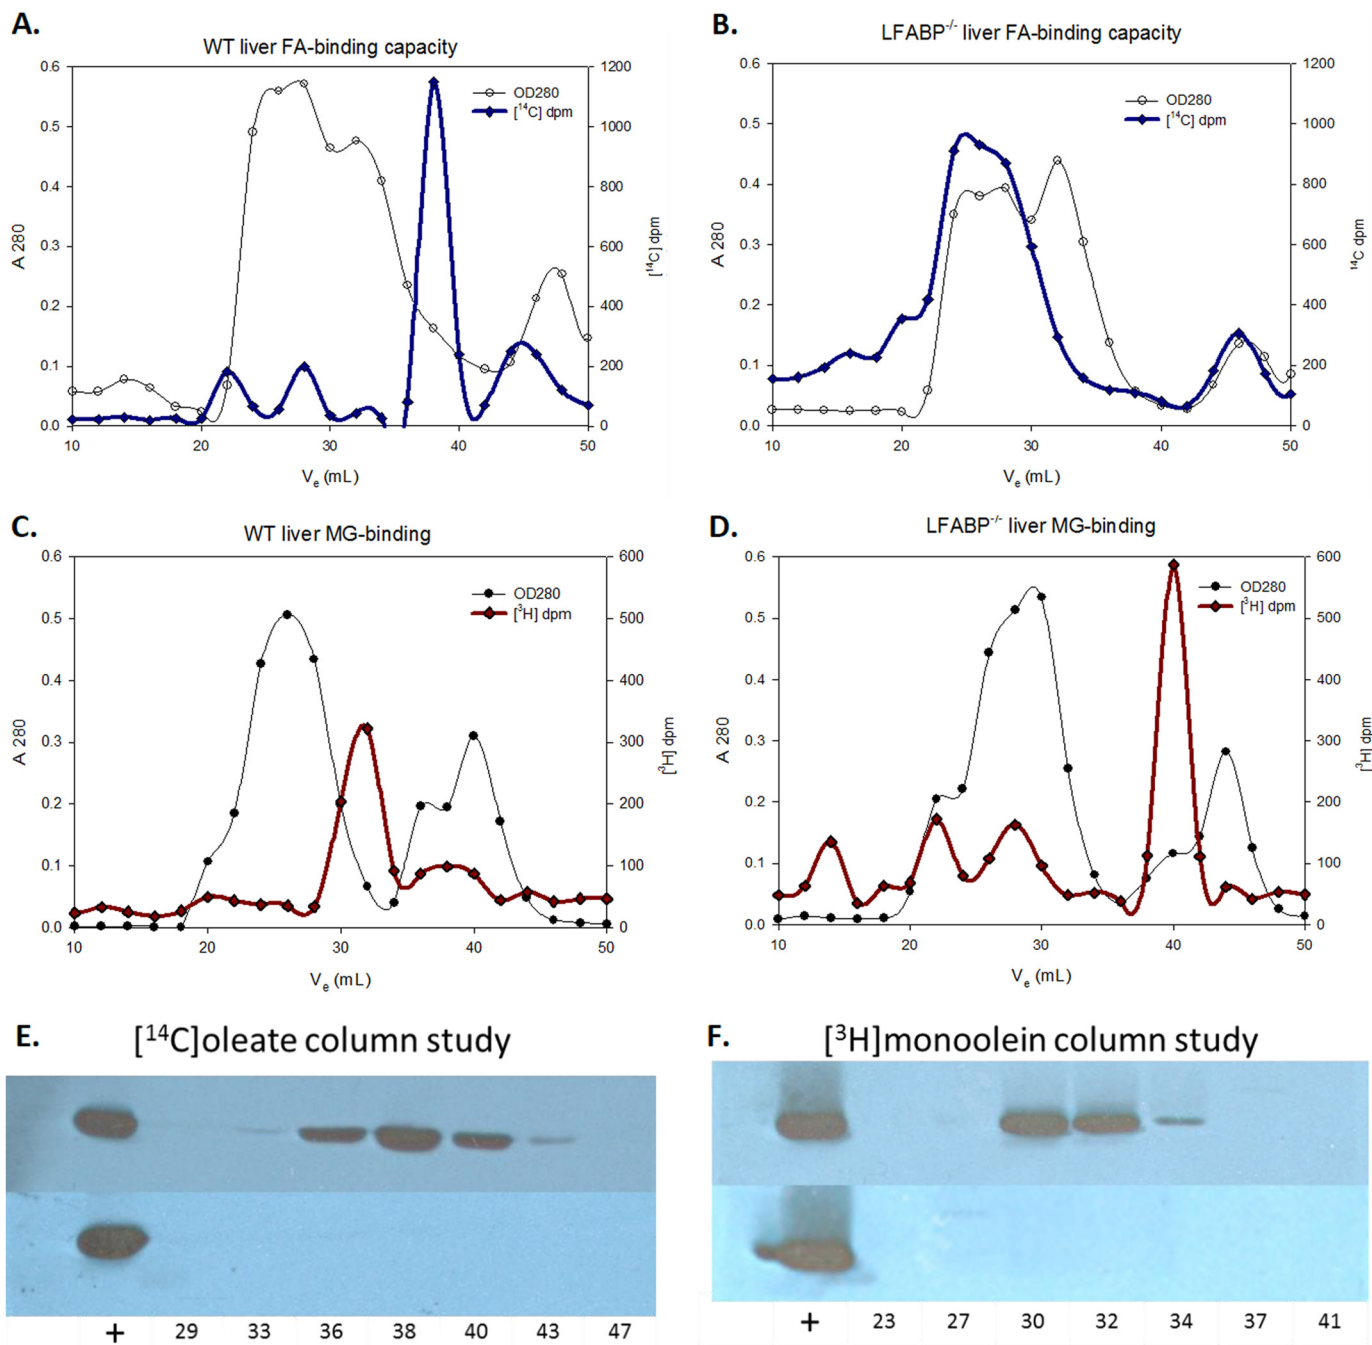 A.
WT liver FA-binding capacity
0.6
0.5
0.4
0.3
0.2
0.1
0.0
A 280
1200
1000
800
600
400
200
0
[¹⁴C] dpm
OD280
[¹⁴C] dpm
10
20
30
40
50
Vₑ (mL)
B.
LFABP⁻/⁻ liver FA-binding capacity
0.6
0.5
0.4
0.3
0.2
0.1
0.0
A 280
1200
1000
800
600
400
200
0
¹⁴C dpm
OD280
[¹⁴C] dpm
10
20
30
40
50
Vₑ (mL)
C.
WT liver MG-binding
0.6
0.5
0.4
0.3
0.2
0.1
0.0
A 280
600
500
400
300
200
100
0
[³H] dpm
OD280
[³H] dpm
10
20
30
40
50
Vₑ (mL)
D.
LFABP⁻/⁻ liver MG-binding
0.6
0.5
0.4
0.3
0.2
0.1
0.0
A 280
600
500
400
300
200
100
0
[³H] dpm
OD280
[³H] dpm
10
20
30
40
50
Vₑ (mL)
E.
[¹⁴C]oleate column study
+ 29 33 36 38 40 43 47
F.
[³H]monoolein column study
+ 23 27 30 32 34 37 41